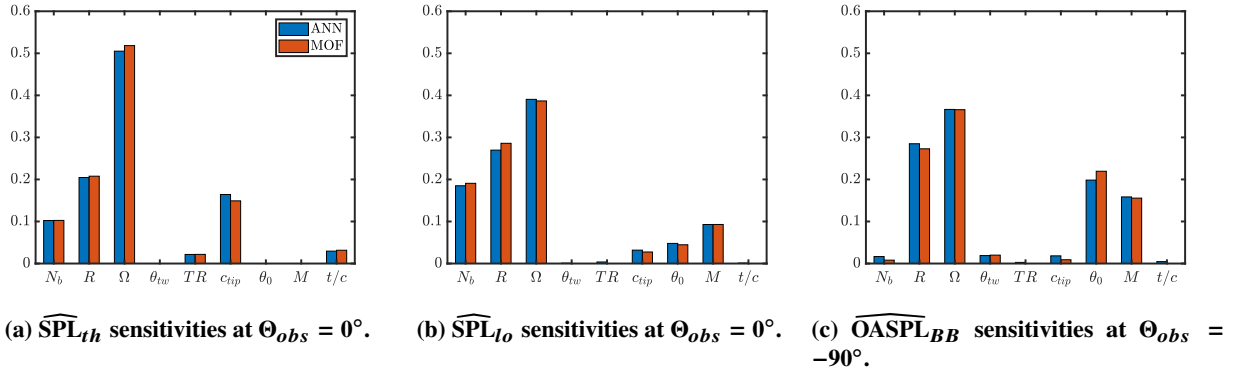 0.6
0.5
0.4
0.3
0.2
0.1
0
ANN
MOF
N_b R Ω θ_tw TR c_tip θ_0 M t/c
0.6
0.5
0.4
0.3
0.2
0.1
0
N_b R Ω θ_tw TR c_tip θ_0 M t/c
0.6
0.5
0.4
0.3
0.2
0.1
0
N_b R Ω θ_tw TR c_tip θ_0 M t/c
(a) \widehat{SPL}_{th} sensitivities at Θ_{obs} = 0°.
(b) \widehat{SPL}_{lo} sensitivities at Θ_{obs} = 0°.
(c) \widehat{OASPL}_{BB} sensitivities at Θ_{obs} =
−90°.